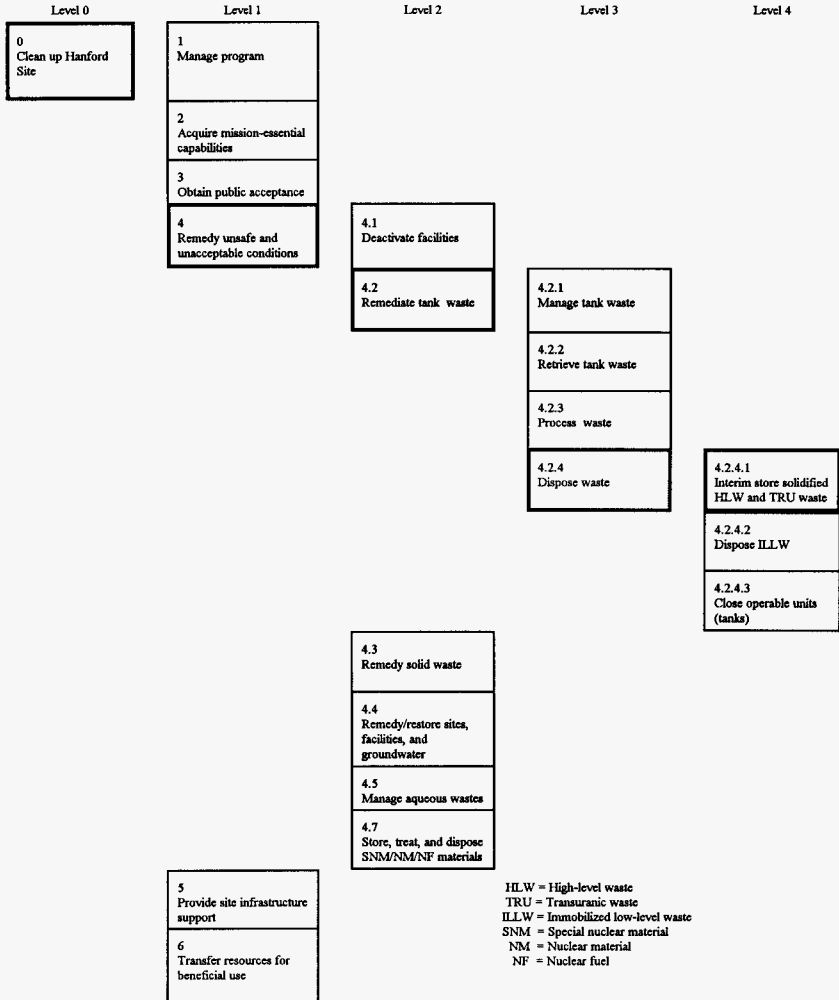 Level 0
Level 1
Level 2
Level 3
Level 4
0
Clean up Hanford
Site
1
Manage program
2
Acquire mission-essential
capabilities
3
Obtain public acceptance
4
Remedy unsafe and
unacceptable conditions
4.1
Deactivate facilities
4.2
Remediate tank waste
4.2.1
Manage tank waste
4.2.2
Retrieve tank waste
4.2.3
Process waste
4.2.4
Dispose waste
4.2.4.1
Interim store solidified
HLW and TRU waste
4.2.4.2
Dispose ILLW
4.2.4.3
Close operable units
(tanks)
4.3
Remedy solid waste
4.4
Remedy/restore sites,
facilities, and
groundwater
4.5
Manage aqueous wastes
4.7
Store, treat, and dispose
SNM/NM/NF materials
5
Provide site infrastructure
support
6
Transfer resources for
beneficial use
HLW = High-level waste
TRU = Transuranic waste
ILLW = Immobilized low-level waste
SNM = Special nuclear material
NM = Nuclear material
NF = Nuclear fuel